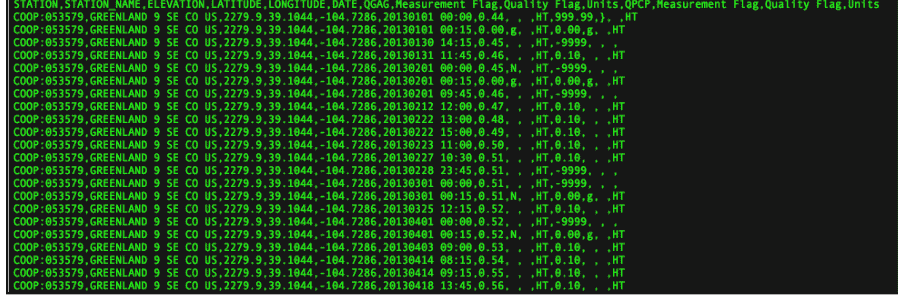 STATION,STATION_NAME,ELEVATION,LATITUDE,LONGITUDE,DATE,QGAG,Measurement Flag,Quality Flag,Units,QPCP,Measurement Flag,Quality Flag,Units
COOP:053579,GREENLAND 9 SE CO US,2279.9,39.1044,-104.7286,20130101 00:00,0.44, , ,HT,999.99,}, ,HT
COOP:053579,GREENLAND 9 SE CO US,2279.9,39.1044,-104.7286,20130101 00:15,0.00,g, ,HT,0.00,g, ,HT
COOP:053579,GREENLAND 9 SE CO US,2279.9,39.1044,-104.7286,20130130 14:15,0.45, , ,HT,-9999, , ,
COOP:053579,GREENLAND 9 SE CO US,2279.9,39.1044,-104.7286,20130131 11:45,0.46, , ,HT,0.10, , ,HT
COOP:053579,GREENLAND 9 SE CO US,2279.9,39.1044,-104.7286,20130201 00:00,0.45,N, ,HT,-9999, , ,
COOP:053579,GREENLAND 9 SE CO US,2279.9,39.1044,-104.7286,20130201 00:15,0.00,g, ,HT,0.00,g, ,HT
COOP:053579,GREENLAND 9 SE CO US,2279.9,39.1044,-104.7286,20130201 09:45,0.46, , ,HT,-9999, , ,
COOP:053579,GREENLAND 9 SE CO US,2279.9,39.1044,-104.7286,20130212 12:00,0.47, , ,HT,0.10, , ,HT
COOP:053579,GREENLAND 9 SE CO US,2279.9,39.1044,-104.7286,20130222 13:00,0.48, , ,HT,0.10, , ,HT
COOP:053579,GREENLAND 9 SE CO US,2279.9,39.1044,-104.7286,20130222 15:00,0.49, , ,HT,0.10, , ,HT
COOP:053579,GREENLAND 9 SE CO US,2279.9,39.1044,-104.7286,20130223 11:00,0.50, , ,HT,0.10, , ,HT
COOP:053579,GREENLAND 9 SE CO US,2279.9,39.1044,-104.7286,20130227 10:30,0.51, , ,HT,0.10, , ,HT
COOP:053579,GREENLAND 9 SE CO US,2279.9,39.1044,-104.7286,20130228 23:45,0.51, , ,HT,-9999, , ,
COOP:053579,GREENLAND 9 SE CO US,2279.9,39.1044,-104.7286,20130301 00:00,0.51, , ,HT,-9999, , ,
COOP:053579,GREENLAND 9 SE CO US,2279.9,39.1044,-104.7286,20130301 00:15,0.51,N, ,HT,0.00,g, ,HT
COOP:053579,GREENLAND 9 SE CO US,2279.9,39.1044,-104.7286,20130325 12:15,0.52, , ,HT,0.10, , ,HT
COOP:053579,GREENLAND 9 SE CO US,2279.9,39.1044,-104.7286,20130401 00:00,0.52, , ,HT,-9999, , ,
COOP:053579,GREENLAND 9 SE CO US,2279.9,39.1044,-104.7286,20130401 00:15,0.52,N, ,HT,0.00,g, ,HT
COOP:053579,GREENLAND 9 SE CO US,2279.9,39.1044,-104.7286,20130403 09:00,0.53, , ,HT,0.10, , ,HT
COOP:053579,GREENLAND 9 SE CO US,2279.9,39.1044,-104.7286,20130414 08:15,0.54, , ,HT,0.10, , ,HT
COOP:053579,GREENLAND 9 SE CO US,2279.9,39.1044,-104.7286,20130414 09:15,0.55, , ,HT,0.10, , ,HT
COOP:053579,GREENLAND 9 SE CO US,2279.9,39.1044,-104.7286,20130418 13:45,0.56, , ,HT,0.10, , ,HT